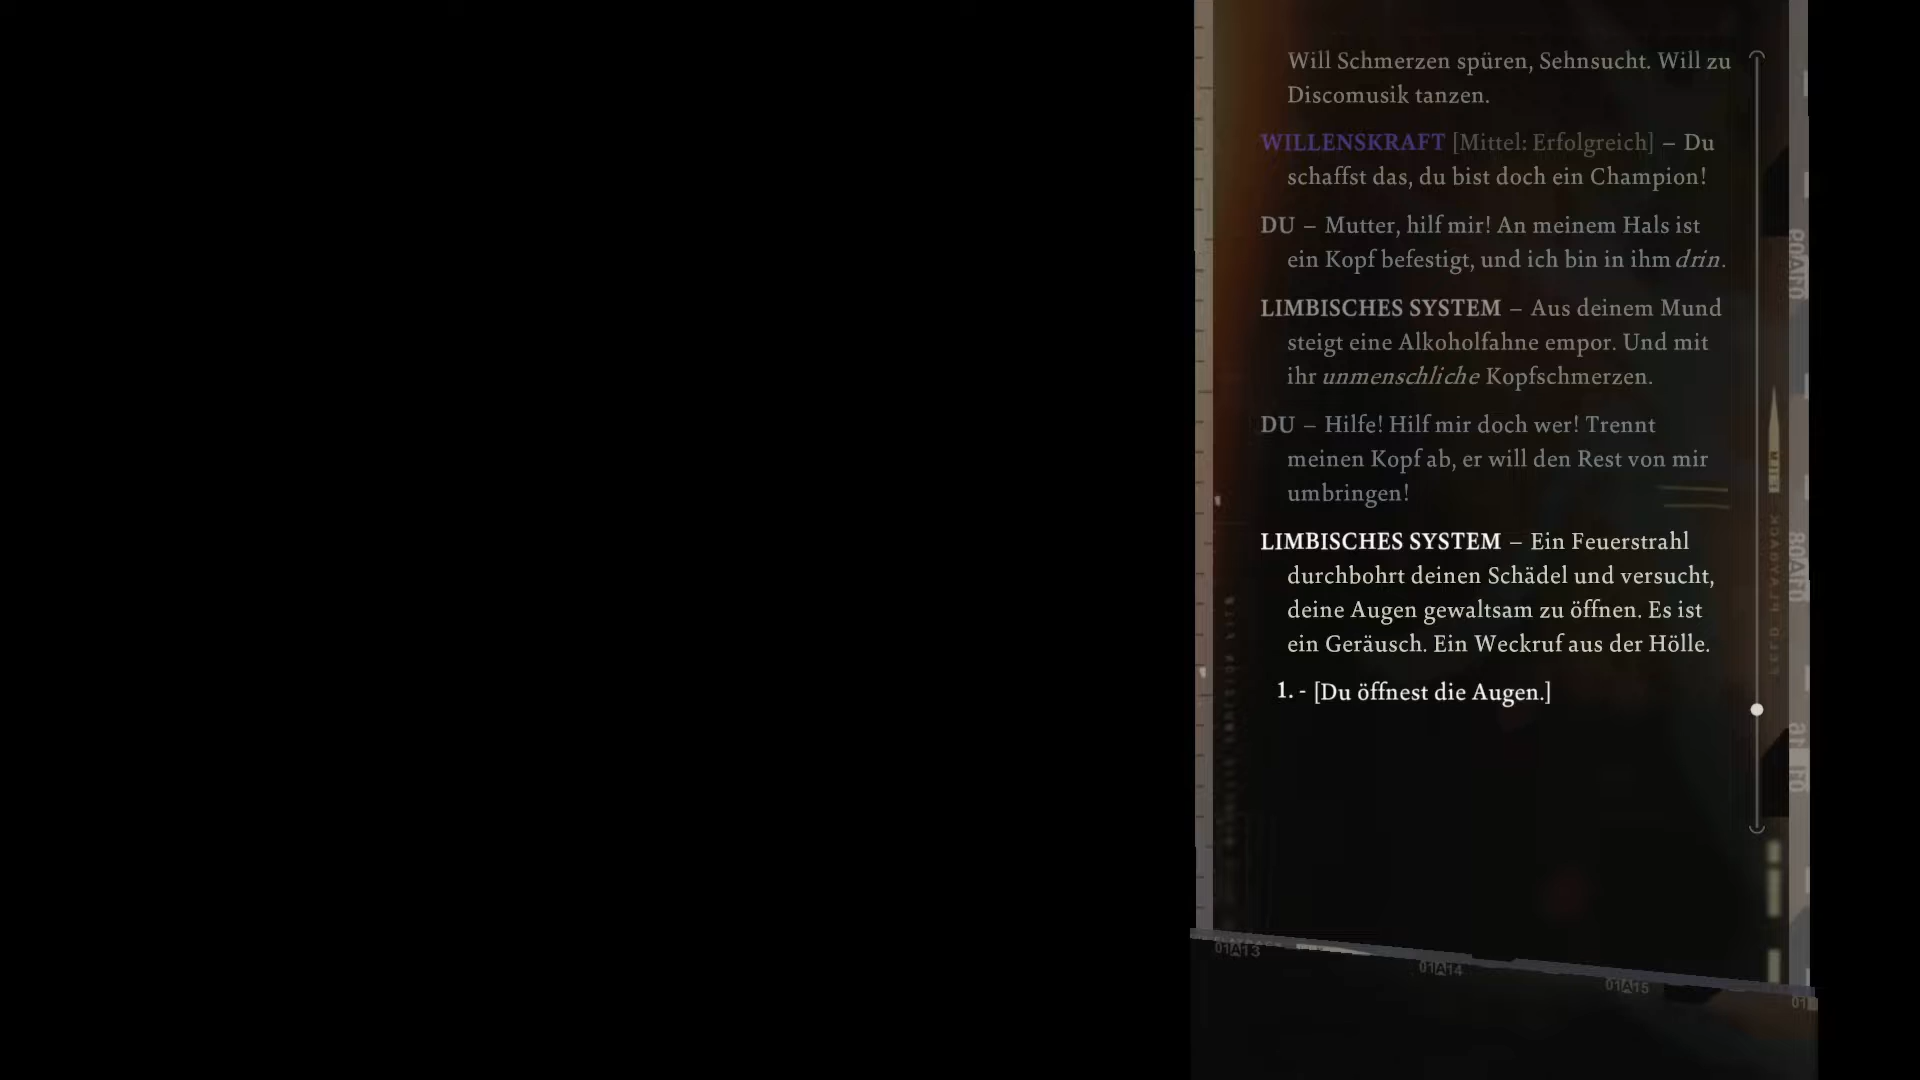 Will Schmerzen spüren, Sehnsucht. Will zu
Discomusik tanzen.
WILLENSKRAFT [Mittel: Erfolgreich] – Du
schaffst das, du bist doch ein Champion!
DU – Mutter, hilf mir! An meinem Hals ist
ein Kopf befestigt, und ich bin in ihm drin.
LIMBISCHES SYSTEM – Aus deinem Mund
steigt eine Alkoholfahne empor. Und mit
ihr unmenschliche Kopfschmerzen.
DU – Hilfe! Hilf mir doch wer! Trennt
meinen Kopf ab, er will den Rest von mir
umbringen!
LIMBISCHES SYSTEM – Ein Feuerstrahl
durchbohrt deinen Schädel und versucht,
deine Augen gewaltsam zu öffnen. Es ist
ein Geräusch. Ein Weckruf aus der Hölle.
1. - [Du öffnest die Augen.]
01A13
01A14
01A15
01